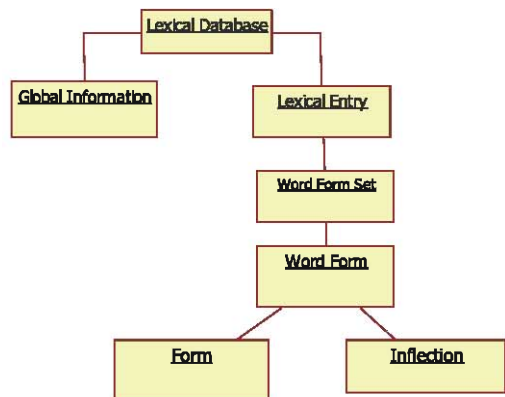 Lexical Database
Global Information
Lexical Entry
Word Form Set
Word Form
Form
Inflection